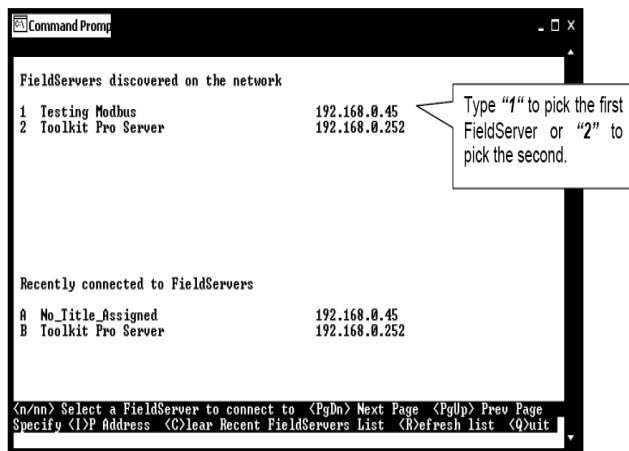 Command Promp
FieldServers discovered on the network
1 Testing Modbus 192.168.0.45
2 Toolkit Pro Server 192.168.0.252
Type "1" to pick the first
FieldServer or "2" to
pick the second.
Recently connected to FieldServers
A No_Title_Assigned 192.168.0.45
B Toolkit Pro Server 192.168.0.252
<n/nn> Select a FieldServer to connect to <PgDn> Next Page <PgUp> Prev Page
Specify <I>P Address <C>lear Recent FieldServers List <R>efresh list <Q>uit